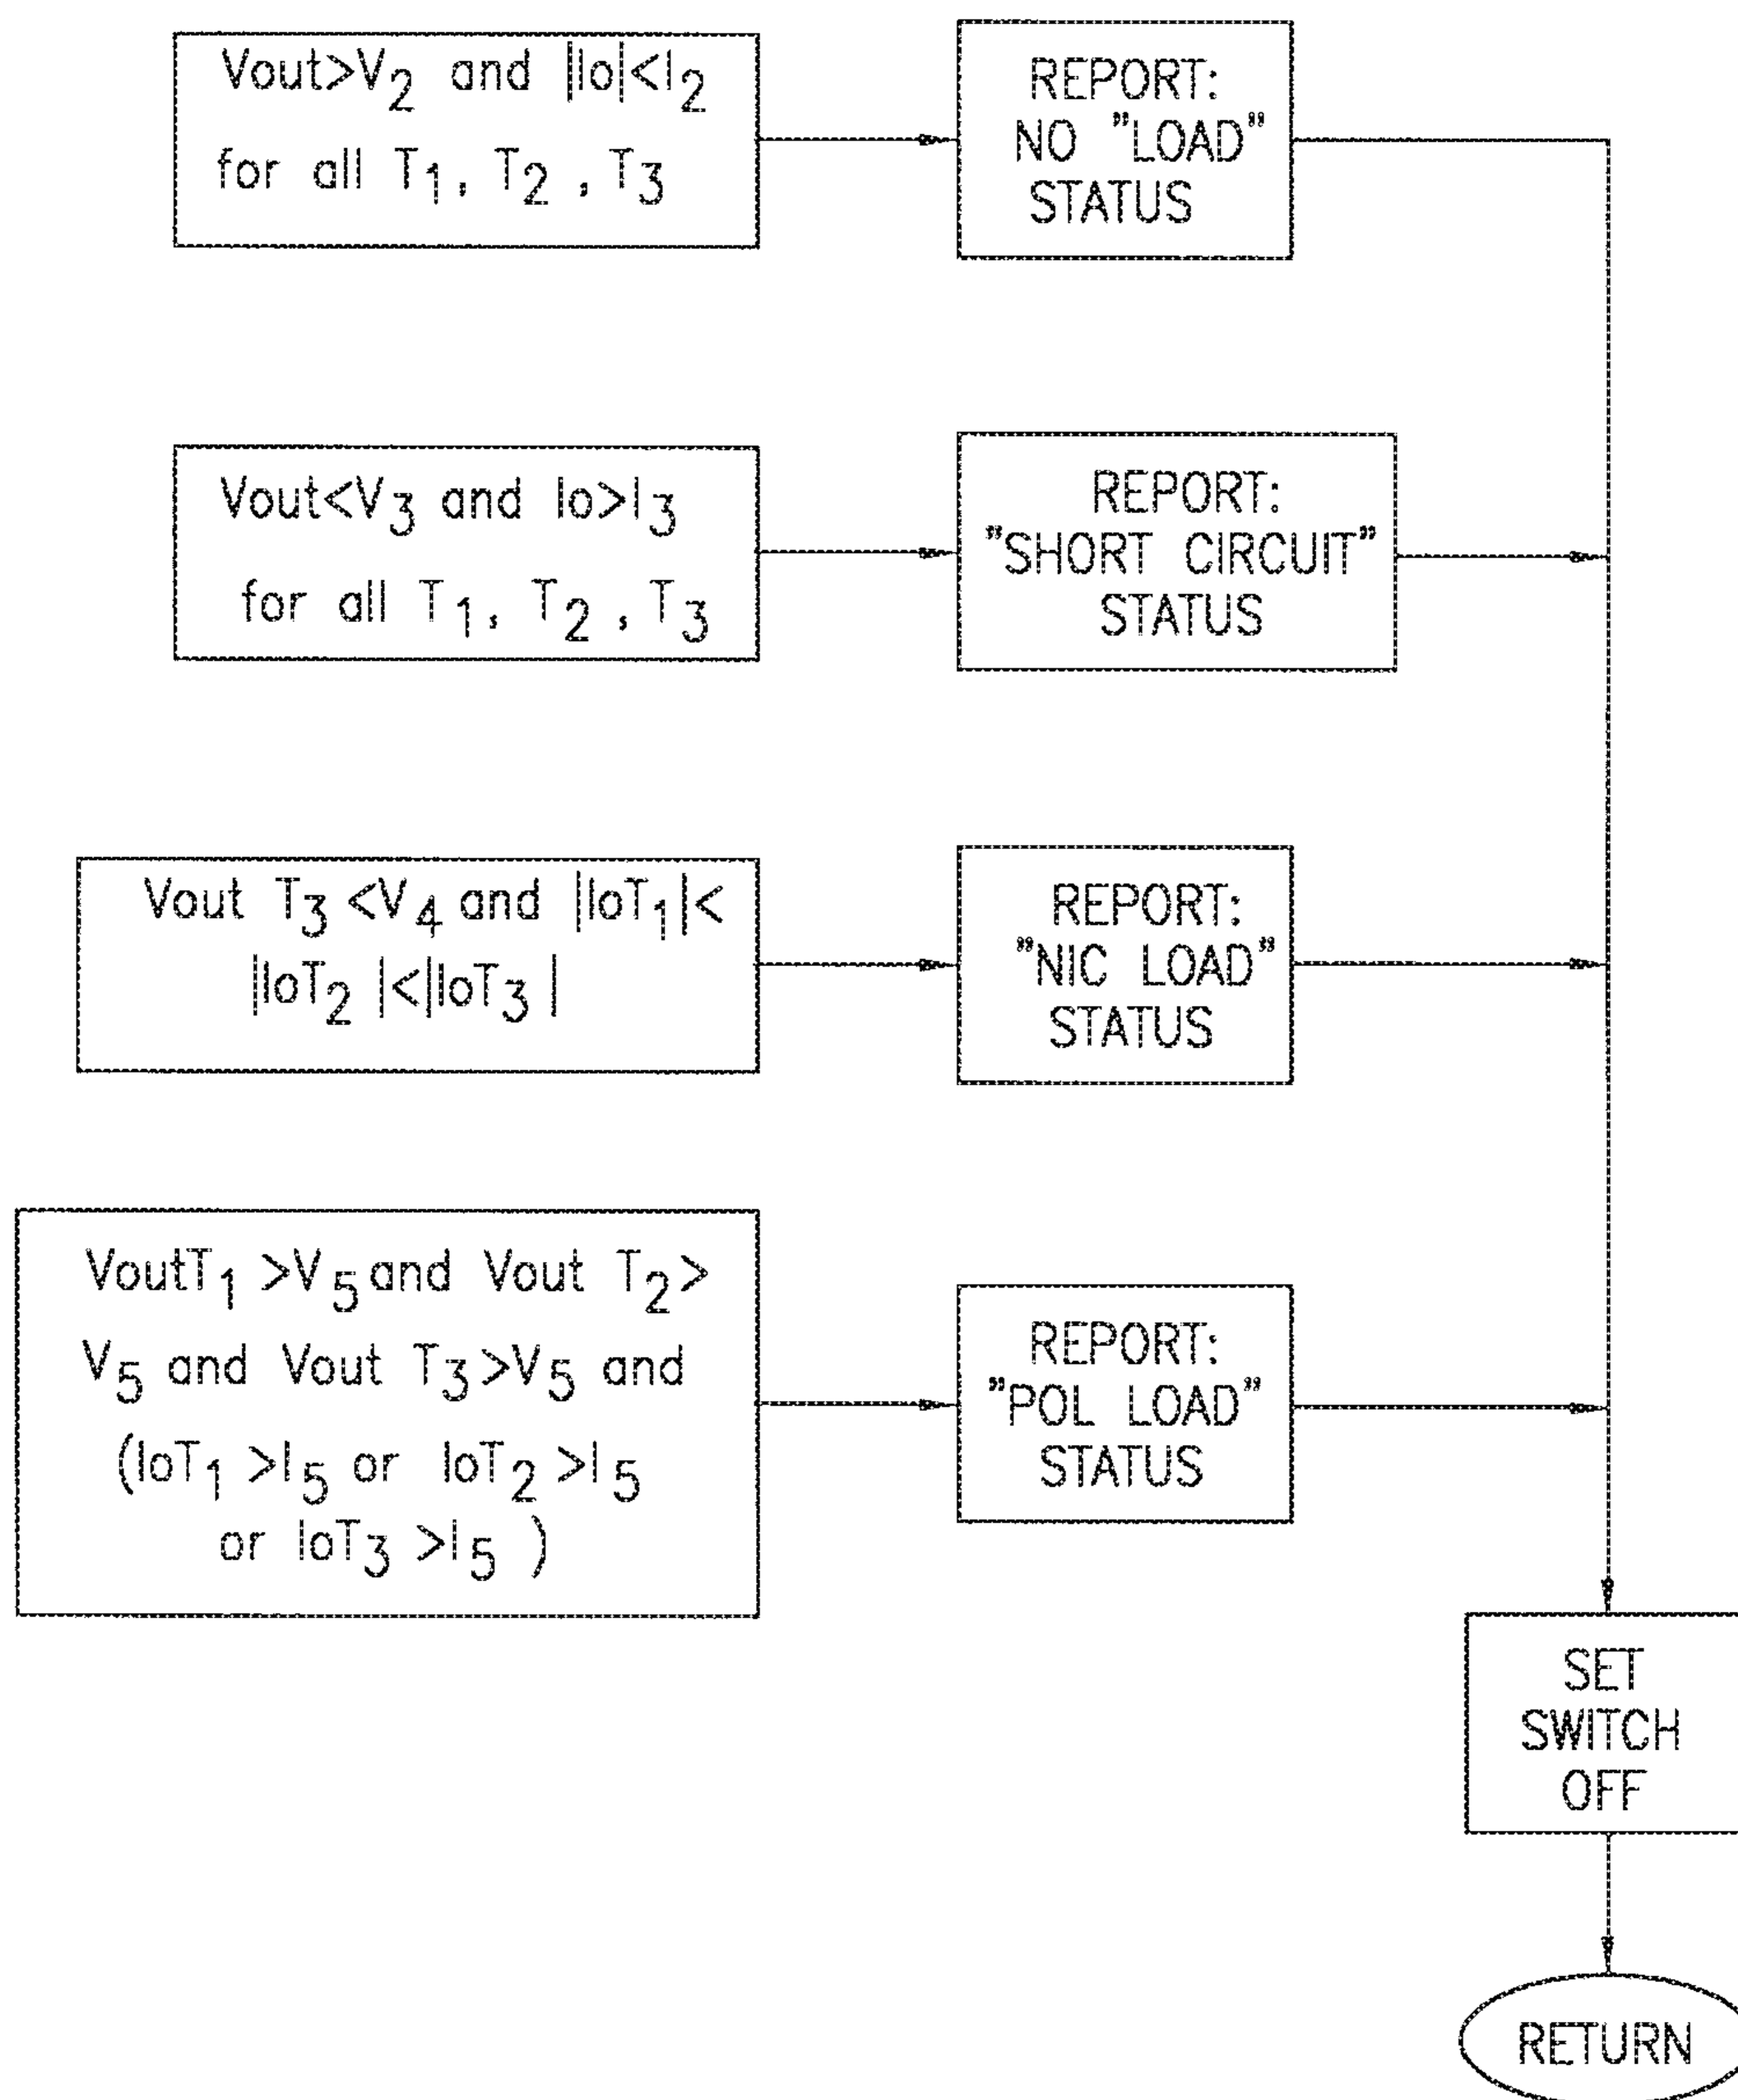 Vout>V2 and |Io|<I2
for all T1, T2, T3
REPORT:
NO "LOAD"
STATUS
Vout<V3 and Io>I3
for all T1, T2, T3
REPORT:
"SHORT CIRCUIT"
STATUS
Vout T3 <V4 and |IoT1|<
|IoT2 |<|IoT3 |
REPORT:
"NIC LOAD"
STATUS
VoutT1 >V5 and Vout T2>
V5 and Vout T3>V5 and
(IoT1 >I5 or IoT2 >I5
or IoT3 >I5 )
REPORT:
"POL LOAD"
STATUS
SET
SWITCH
OFF
RETURN